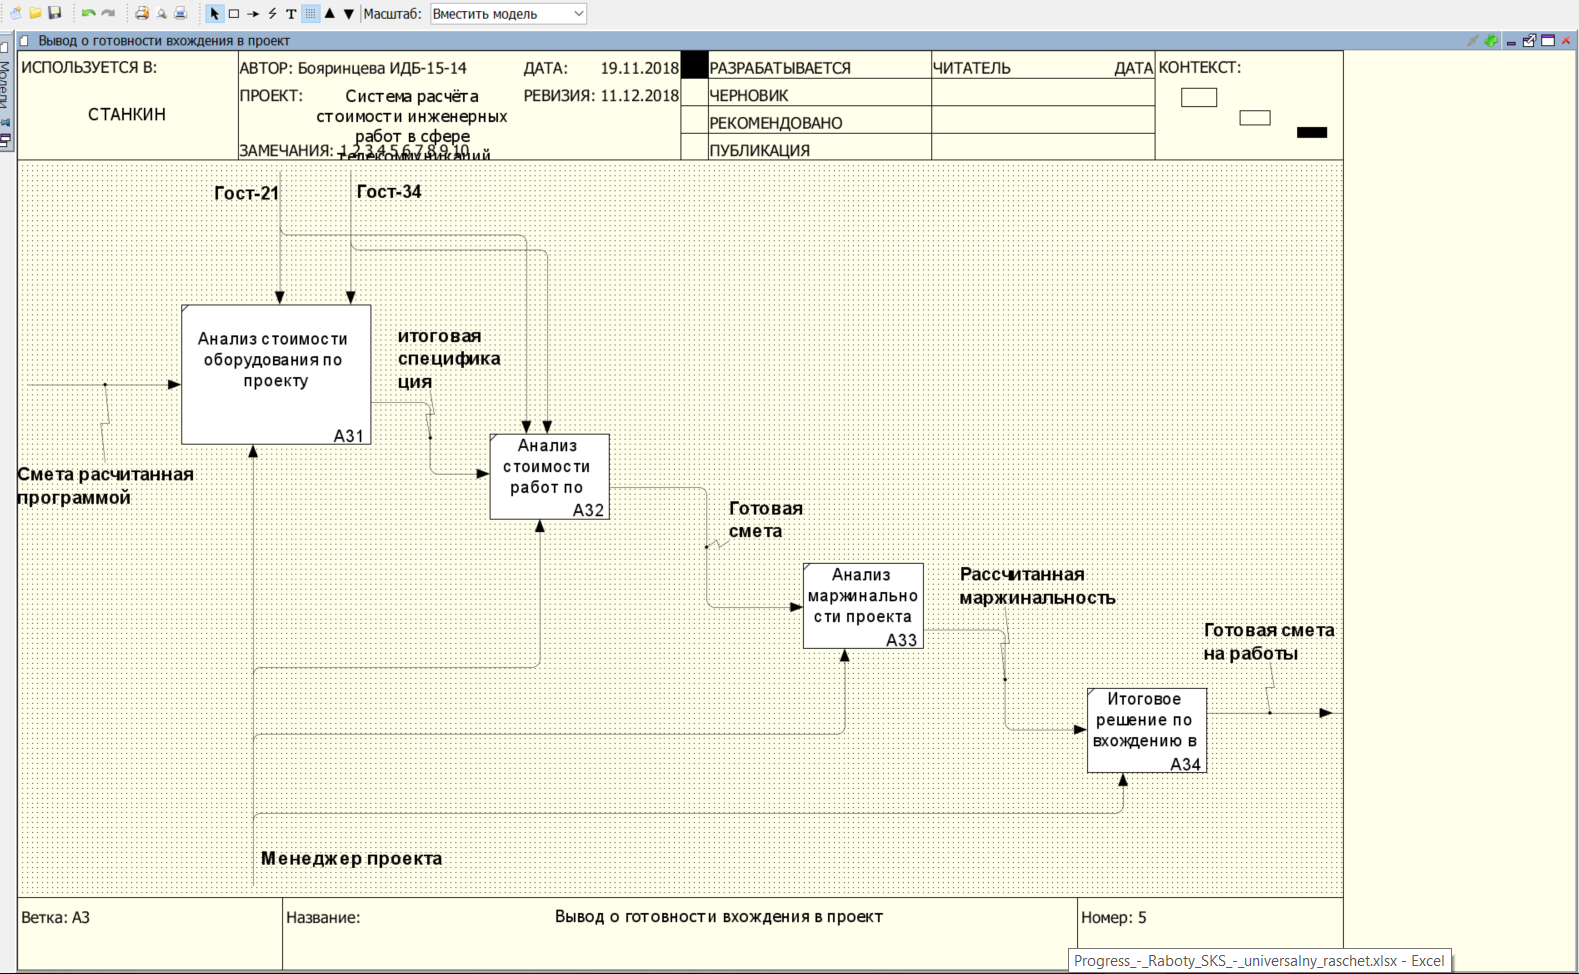 Масштаб: Вместить модель
Модели
Вывод о готовности вхождения в проект
ИСПОЛЬЗУЕТСЯ В:
СТАНКИН
АВТОР: Бояринцева ИДБ-15-14
ДАТА: 19.11.2018
ПРОЕКТ: Система расчёта
стоимости инженерных
работ в сфере
телекоммуникаций
РЕВИЗИЯ: 11.12.2018
ЗАМЕЧАНИЯ: 1 2 3 4 5 6 7 8 9 10
РАЗРАБАТЫВАЕТСЯ
ЧЕРНОВИК
РЕКОМЕНДОВАНО
ПУБЛИКАЦИЯ
ЧИТАТЕЛЬ ДАТА
КОНТЕКСТ:
Гост-21
Гост-34
Анализ стоимости
оборудования по
проекту
A31
итоговая
специфика
ция
Смета расчитанная
программой
Анализ
стоимости
работ по
A32
Готовая
смета
Анализ
маржинально
сти проекта
A33
Рассчитанная
маржинальность
Готовая смета
на работы
Итоговое
решение по
вхождению в
A34
Менеджер проекта
Ветка: A3
Название:
Вывод о готовности вхождения в проект
Номер: 5
Progress_-_Raboty_SKS_-_universalny_raschet.xlsx - Excel